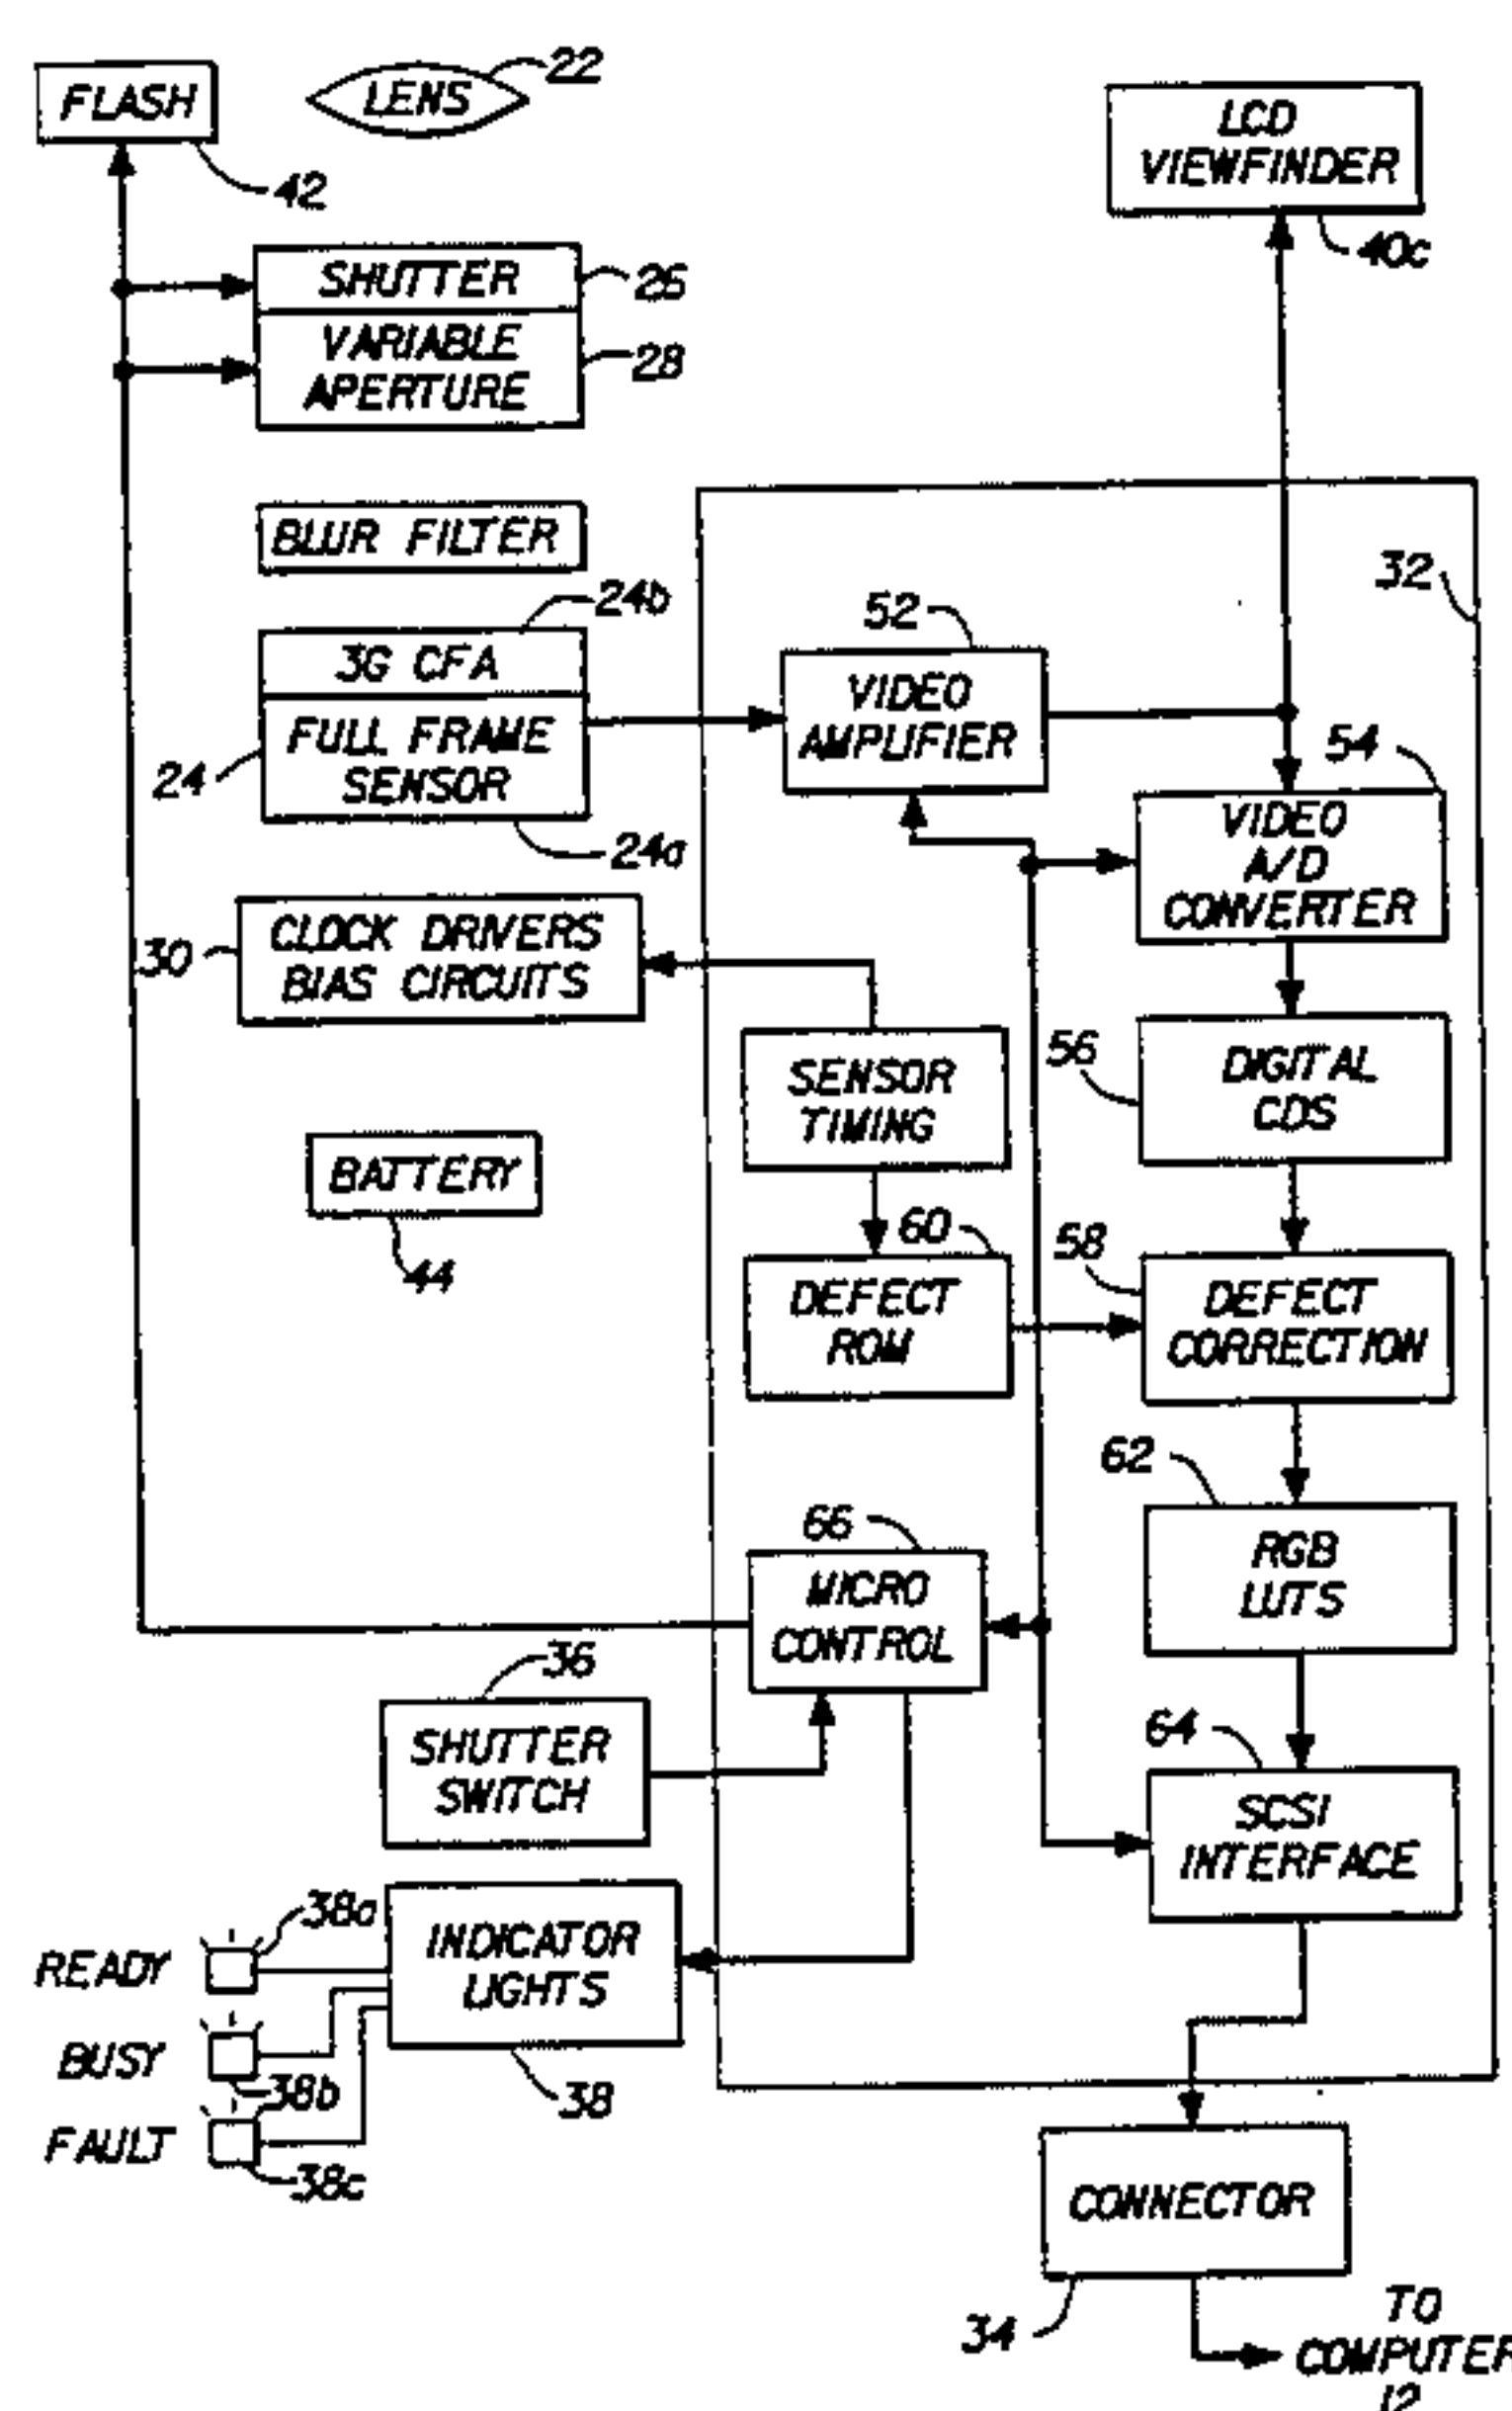 FLASH
LENS
22
42
LCD
VIEWFINDER
40c
SHUTTER
26
VARIABLE
APERTURE
28
BLUR FILTER
32
24b
3G CFA
FULL FRAME
SENSOR
24
24a
52
VIDEO
AMPLIFIER
54
VIDEO
A/D
CONVERTER
30
CLOCK DRIVERS
BIAS CIRCUITS
SENSOR
TIMING
56
DIGITAL
CDS
BATTERY
44
60
DEFECT
ROM
58
DEFECT
CORRECTION
62
RGB
LUTS
66
MICRO
CONTROL
36
SHUTTER
SWITCH
64
SCSI
INTERFACE
READY
38a
INDICATOR
LIGHTS
BUSY
38b
38
FAULT
38c
CONNECTOR
34
TO
COMPUTER
12